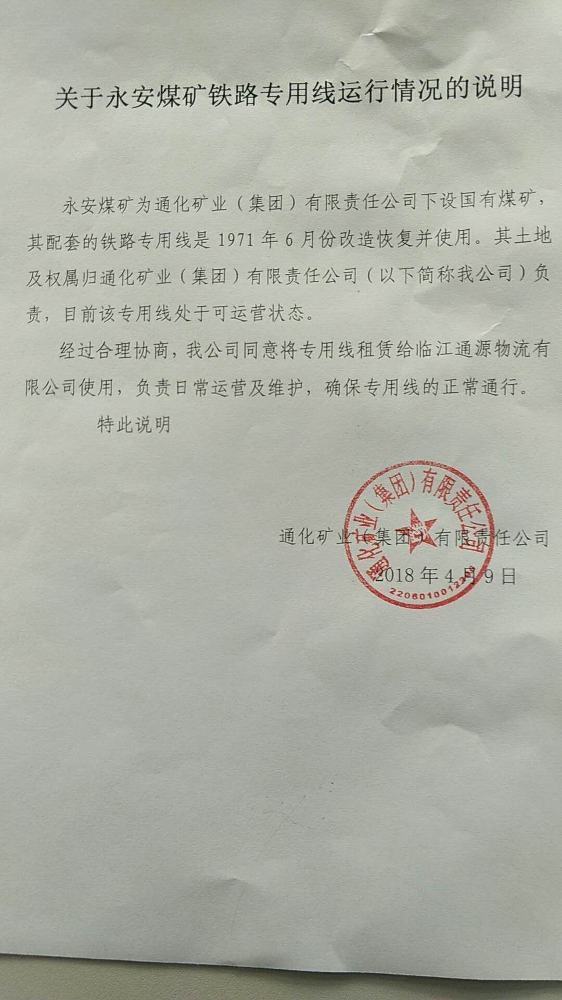 关于永安煤矿铁路专用线运行情况的说明
永安煤矿为通化矿业（集团）有限责任公司下设国有煤矿，
其配套的铁路专用线是 1971 年 6 月份改造恢复并使用。其土地
及权属归通化矿业（集团）有限责任公司（以下简称我公司）负
责，目前该专用线处于可运营状态。
经过合理协商，我公司同意将专用线租赁给临江通源物流有
限公司使用，负责日常运营及维护，确保专用线的正常通行。
特此说明
通化矿业（集团）有限责任公司
通化矿业（集团）有限责任公司
2018 年 4 月 9 日